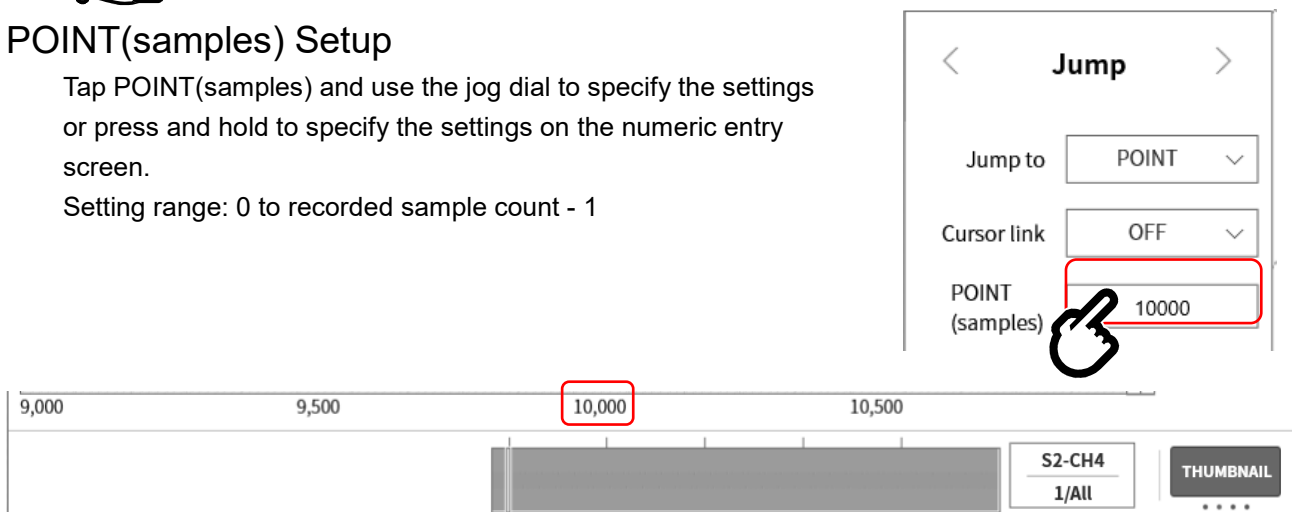 POINT(samples) Setup
Tap POINT(samples) and use the jog dial to specify the settings
or press and hold to specify the settings on the numeric entry
screen.
Setting range: 0 to recorded sample count - 1
< Jump >
Jump to POINT
Cursor link OFF
POINT
(samples) 10000
9,000 9,500 10,000 10,500
S2-CH4
1/All
THUMBNAIL